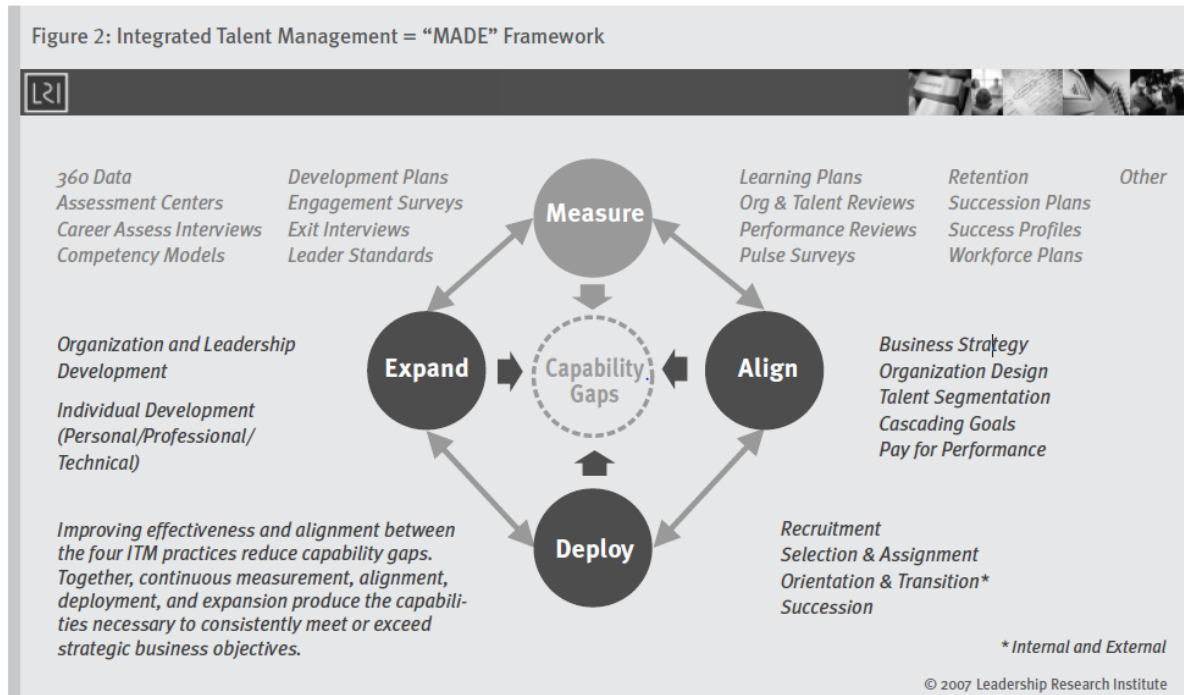 Figure 2: Integrated Talent Management = “MADE” Framework
LRI
360 Data
Assessment Centers
Career Assess Interviews
Competency Models
Development Plans
Engagement Surveys
Exit Interviews
Leader Standards
Measure
Learning Plans
Org & Talent Reviews
Performance Reviews
Pulse Surveys
Retention
Succession Plans
Success Profiles
Workforce Plans
Other
Organization and Leadership
Development
Individual Development
(Personal/Professional/
Technical)
Expand
Capability
Gaps
Align
Business Strategy
Organization Design
Talent Segmentation
Cascading Goals
Pay for Performance
Improving effectiveness and alignment between
the four ITM practices reduce capability gaps.
Together, continuous measurement, alignment,
deployment, and expansion produce the capabili-
ties necessary to consistently meet or exceed
strategic business objectives.
Deploy
Recruitment
Selection & Assignment
Orientation & Transition*
Succession
* Internal and External
© 2007 Leadership Research Institute